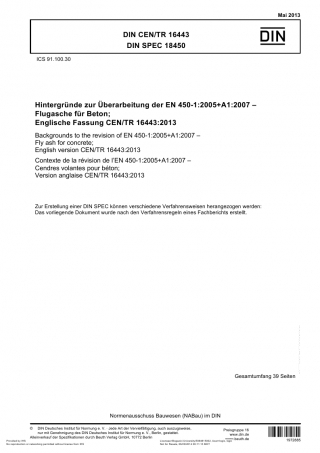 Mai 2013
DIN CEN/TR 16443
DIN SPEC 18450
DIN
ICS 91.100.30
Hintergründe zur Überarbeitung der EN 450-1:2005+A1:2007 –
Flugasche für Beton;
Englische Fassung CEN/TR 16443:2013
Backgrounds to the revision of EN 450-1:2005+A1:2007 –
Fly ash for concrete;
English version CEN/TR 16443:2013
Contexte de la révision de l'EN 450-1:2005+A1:2007 –
Cendres volantes pour béton;
Version anglaise CEN/TR 16443:2013
Zur Erstellung einer DIN SPEC können verschiedene Verfahrensweisen herangezogen werden:
Das vorliegende Dokument wurde nach den Verfahrensregeln eines Fachberichts erstellt.
Gesamtumfang 39 Seiten
Normenausschuss Bauwesen (NABau) im DIN
© DIN Deutsches Institut für Normung e. V. Jede Art der Vervielfältigung, auch auszugsweise,
nur mit Genehmigung des DIN Deutsches Institut für Normung e. V., Berlin, gestattet.
Alleinverkauf der Spezifikationen durch Beuth Verlag GmbH, 10772 Berlin
Preisgruppe 16
www.din.de
www.beuth.de